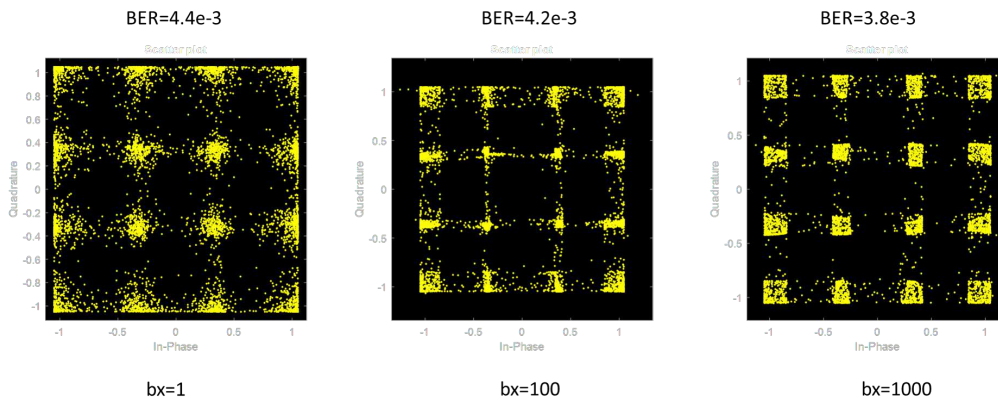 BER=4.4e-3
BER=4.2e-3
BER=3.8e-3
Scatter plot
Scatter plot
Scatter plot
1
0.8
0.6
0.4
0.2
0
-0.2
-0.4
-0.6
-0.8
-1
Quadrature
-1
-0.5
0
0.5
1
In-Phase
1
0.5
0
-0.5
-1
Quadrature
-1
-0.5
0
0.5
1
In-Phase
1
0.5
0
-0.5
-1
Quadrature
-1
-0.5
0
0.5
1
In-Phase
bx=1
bx=100
bx=1000